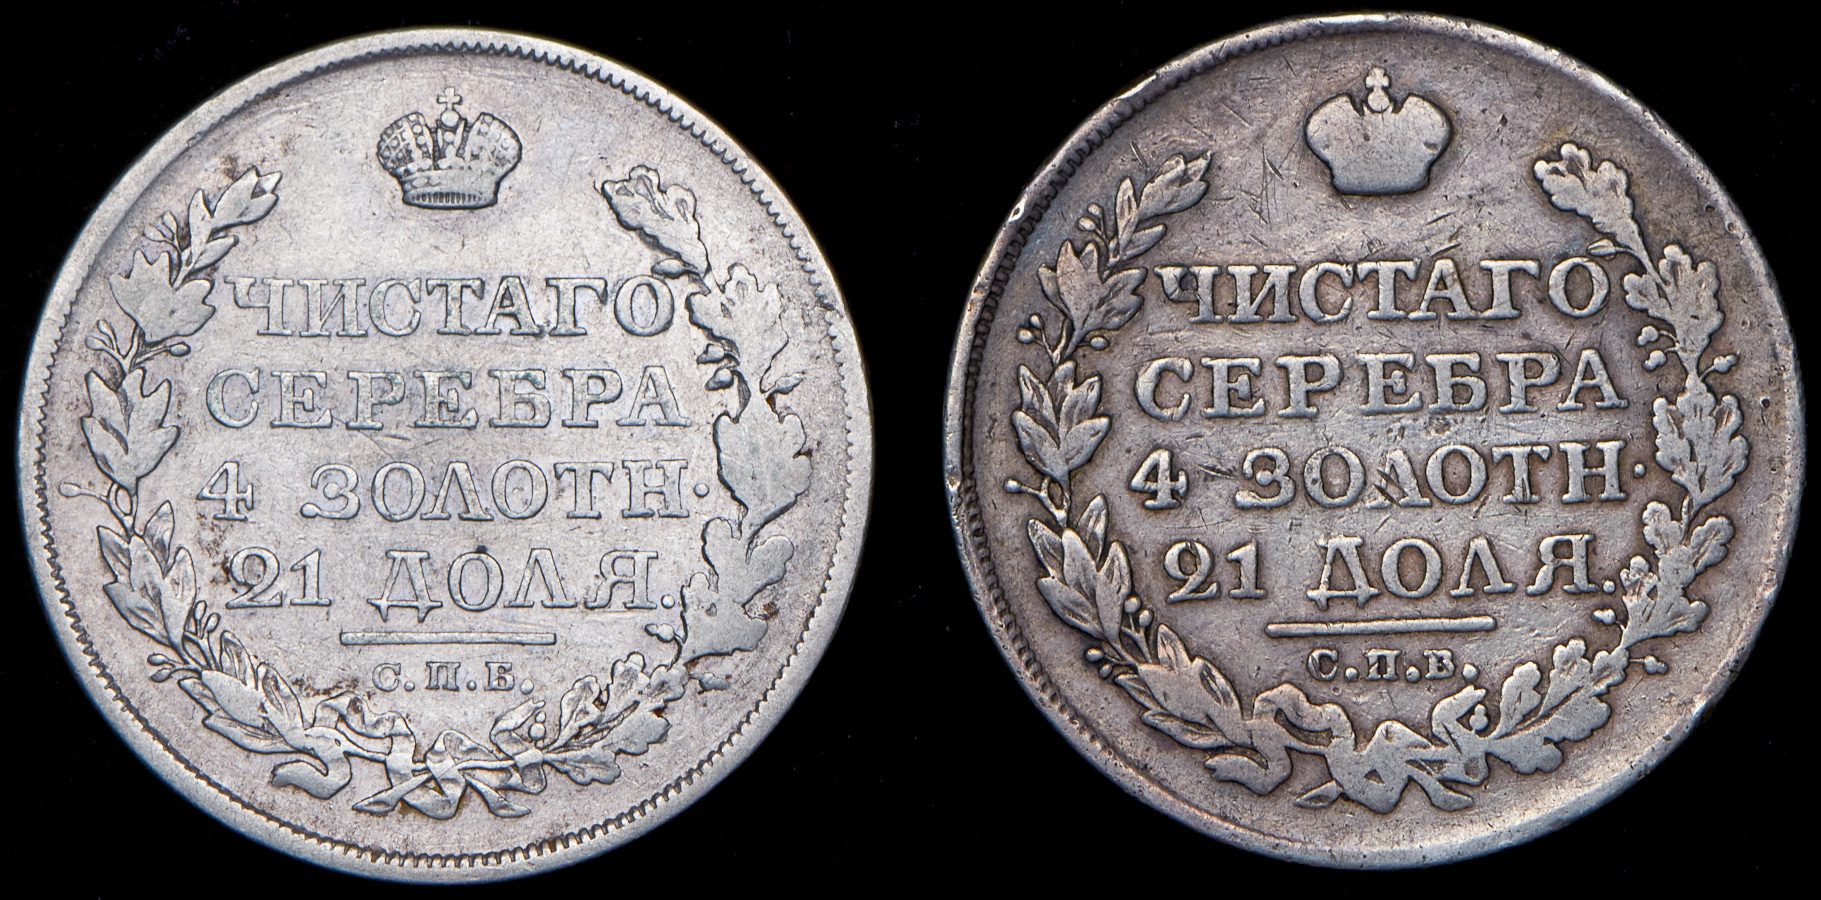 ЧИСТАГО
СЕРЕБРА
4 ЗОЛОТН·
21 ДОЛЯ.
С.П.Б.
ЧИСТАГО
СЕРЕБРА
4 ЗОЛОТН·
21 ДОЛЯ.
С.П.Б.